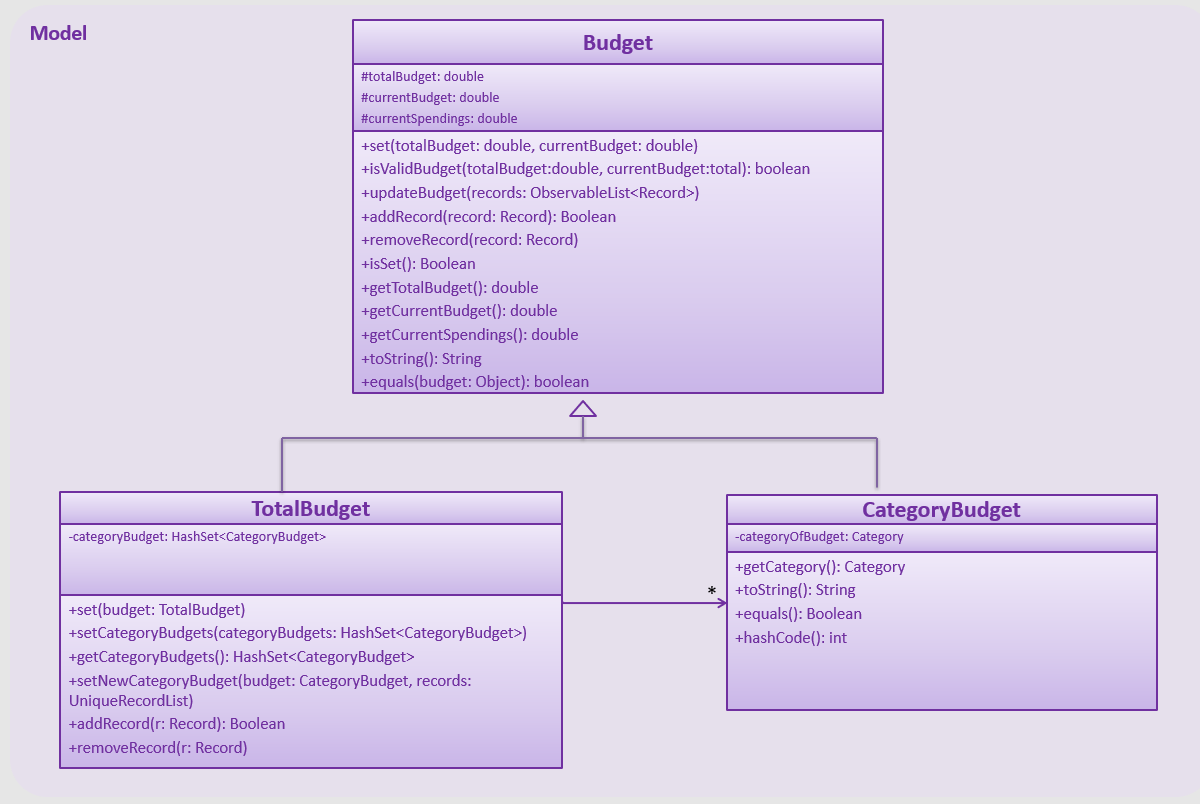 Model
Budget
#totalBudget: double
#currentBudget: double
#currentSpendings: double
+set(totalBudget: double, currentBudget: double)
+isValidBudget(totalBudget:double, currentBudget:total): boolean
+updateBudget(records: ObservableList<Record>)
+addRecord(record: Record): Boolean
+removeRecord(record: Record)
+isSet(): Boolean
+getTotalBudget(): double
+getCurrentBudget(): double
+getCurrentSpendings(): double
+toString(): String
+equals(budget: Object): boolean
TotalBudget
-categoryBudget: HashSet<CategoryBudget>
+set(budget: TotalBudget)
+setCategoryBudgets(categoryBudgets: HashSet<CategoryBudget>)
+getCategoryBudgets(): HashSet<CategoryBudget>
+setNewCategoryBudget(budget: CategoryBudget, records:
UniqueRecordList)
+addRecord(r: Record): Boolean
+removeRecord(r: Record)
*
CategoryBudget
-categoryOfBudget: Category
+getCategory(): Category
+toString(): String
+equals(): Boolean
+hashCode(): int